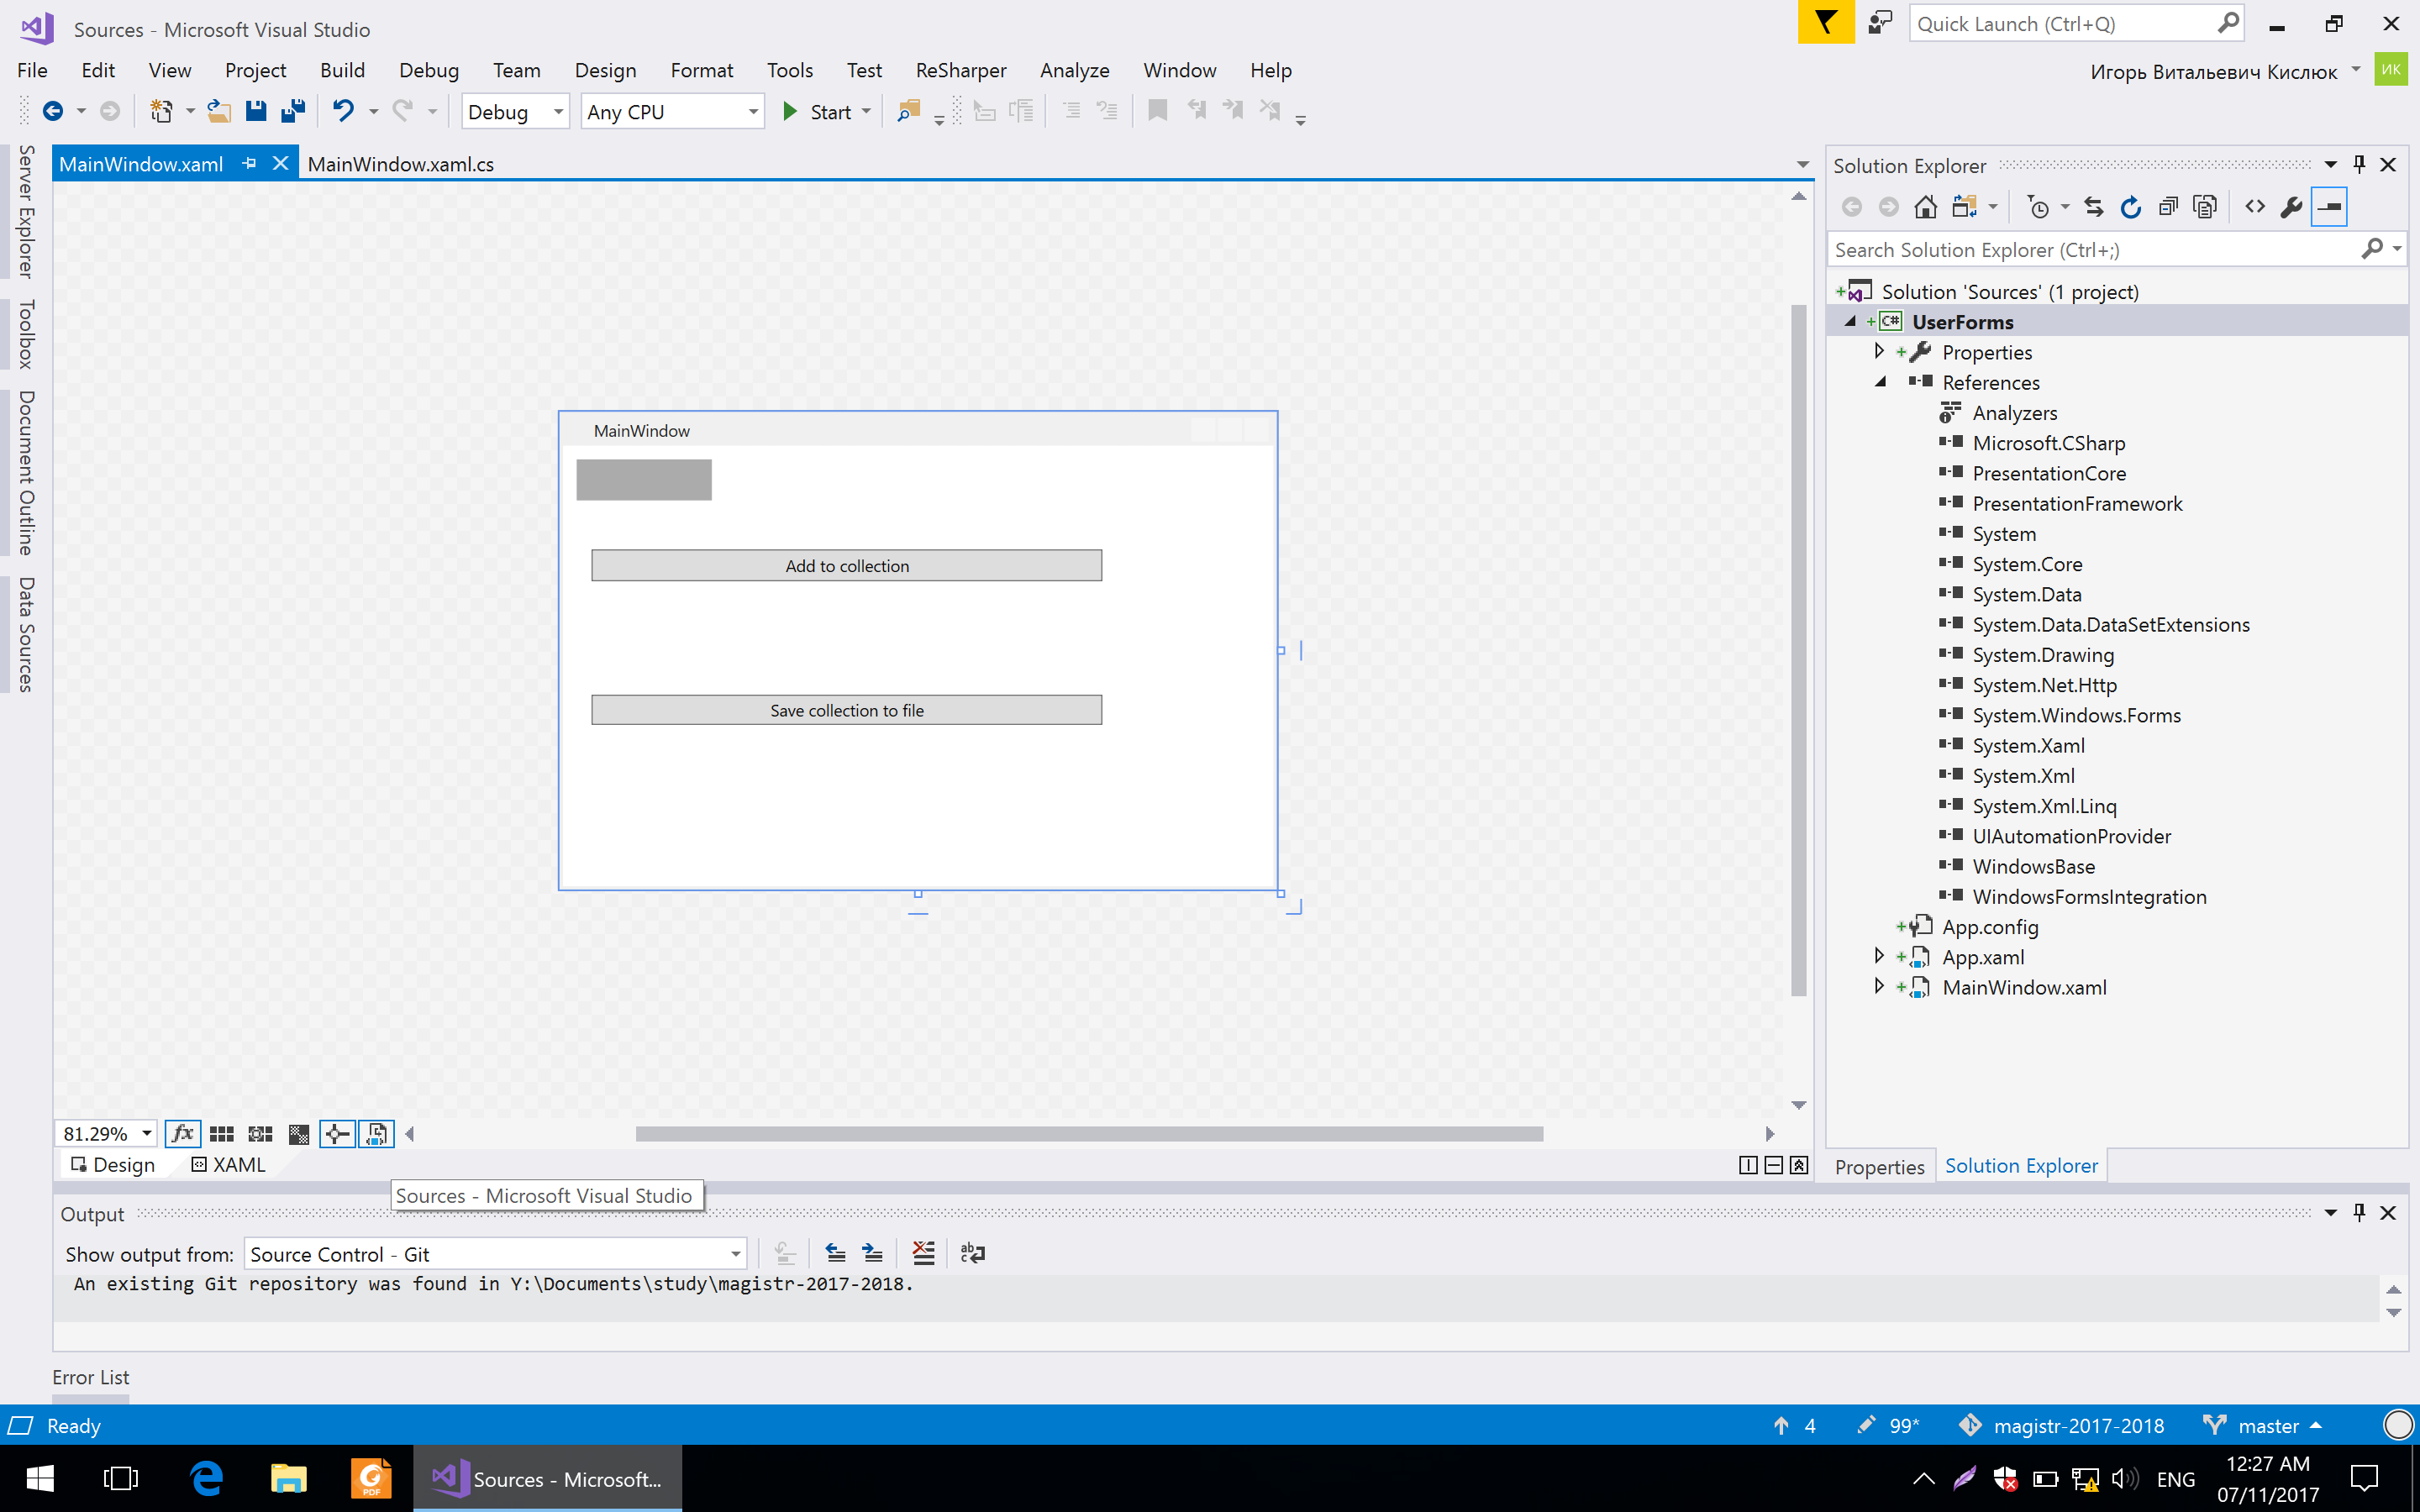 Sources - Microsoft Visual Studio
Quick Launch (Ctrl+Q)
File Edit View Project Build Debug Team Design Format Tools Test ReSharper Analyze Window Help
Игорь Витальевич Кислюк ИК
Debug Any CPU Start
Server Explorer
Toolbox
Document Outline
Data Sources
MainWindow.xaml MainWindow.xaml.cs
MainWindow
Add to collection
Save collection to file
81.29%
Design XAML
Sources - Microsoft Visual Studio
Solution Explorer
Search Solution Explorer (Ctrl+;)
Solution 'Sources' (1 project)
C# UserForms
Properties
References
Analyzers
Microsoft.CSharp
PresentationCore
PresentationFramework
System
System.Core
System.Data
System.Data.DataSetExtensions
System.Drawing
System.Net.Http
System.Windows.Forms
System.Xaml
System.Xml
System.Xml.Linq
UIAutomationProvider
WindowsBase
WindowsFormsIntegration
App.config
App.xaml
MainWindow.xaml
Properties Solution Explorer
Output
Show output from: Source Control - Git
An existing Git repository was found in Y:\Documents\study\magistr-2017-2018.
Error List
Ready 4 99* magistr-2017-2018 master
PDF
Sources - Microsoft...
ENG
12:27 AM
07/11/2017